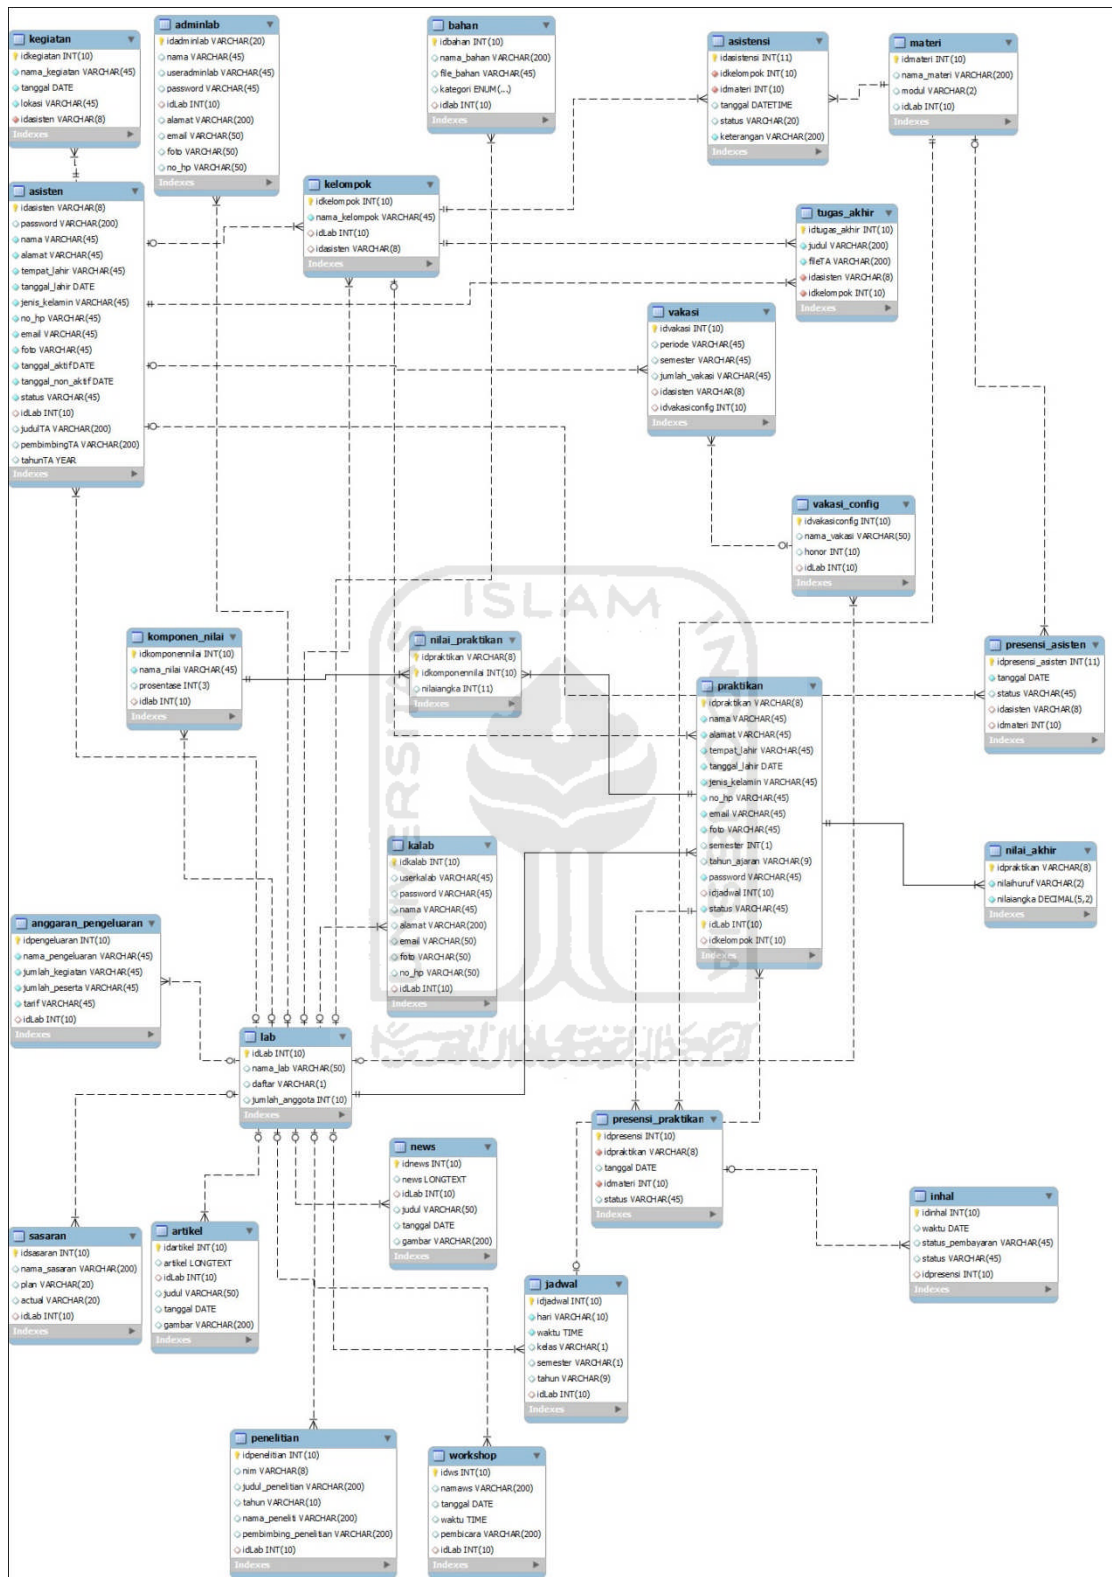 kegiatan
idkegiatan INT(10)
nama_kegiatan VARCHAR(45)
tanggal DATE
lokasi VARCHAR(45)
idasisten VARCHAR(8)
Indexes
adminlab
idadminlab VARCHAR(20)
nama VARCHAR(45)
useradminlab VARCHAR(45)
password VARCHAR(45)
idLab INT(10)
alamat VARCHAR(200)
email VARCHAR(50)
foto VARCHAR(50)
no_hp VARCHAR(50)
Indexes
bahan
idbahan INT(10)
nama_bahan VARCHAR(200)
file_bahan VARCHAR(45)
kategori ENUM(...)
idlab INT(10)
Indexes
asistensi
idasistensi INT(11)
idkelompok INT(10)
idmateri INT(10)
tanggal DATETIME
status VARCHAR(20)
keterangan VARCHAR(200)
Indexes
materi
idmateri INT(10)
nama_materi VARCHAR(200)
modul VARCHAR(2)
idLab INT(10)
Indexes
asisten
idasisten VARCHAR(8)
password VARCHAR(200)
nama VARCHAR(45)
alamat VARCHAR(45)
tempat_lahir VARCHAR(45)
tanggal_lahir DATE
jenis_kelamin VARCHAR(45)
no_hp VARCHAR(45)
email VARCHAR(45)
foto VARCHAR(45)
tanggal_aktif DATE
tanggal_non_aktif DATE
status VARCHAR(45)
idLab INT(10)
judulTA VARCHAR(200)
pembimbingTA VARCHAR(200)
tahunTA YEAR
Indexes
kelompok
idkelompok INT(10)
nama_kelompok VARCHAR(45)
idLab INT(10)
idasisten VARCHAR(8)
Indexes
tugas_akhir
idtugas_akhir INT(10)
judul VARCHAR(200)
fileTA VARCHAR(200)
idasisten VARCHAR(8)
idkelompok INT(10)
Indexes
vakasi
idvakasi INT(10)
periode VARCHAR(45)
semester VARCHAR(45)
jumlah_vakasi VARCHAR(45)
idasisten VARCHAR(8)
idvakasiconfig INT(10)
Indexes
vakasi_config
idvakasiconfig INT(10)
nama_vakasi VARCHAR(50)
honor INT(10)
idLab INT(10)
Indexes
ISLAM
UNIVERSITAS
INDONESIA
komponen_nilai
idkomponennilai INT(10)
nama_nilai VARCHAR(45)
prosentase INT(3)
idlab INT(10)
Indexes
nilai_praktikan
idpraktikan VARCHAR(8)
idkomponennilai INT(10)
nilaiangka INT(11)
Indexes
presensi_asisten
idpresensi_asisten INT(11)
tanggal DATE
status VARCHAR(45)
idasisten VARCHAR(8)
idmateri INT(10)
Indexes
praktikan
idpraktikan VARCHAR(8)
nama VARCHAR(45)
alamat VARCHAR(45)
tempat_lahir VARCHAR(45)
tanggal_lahir DATE
jenis_kelamin VARCHAR(45)
no_hp VARCHAR(45)
email VARCHAR(45)
foto VARCHAR(45)
semester INT(1)
tahun_ajaran VARCHAR(9)
password VARCHAR(45)
idjadwal INT(10)
status VARCHAR(45)
idLab INT(10)
idkelompok INT(10)
Indexes
kalab
idkalab INT(10)
userkalab VARCHAR(45)
password VARCHAR(45)
nama VARCHAR(45)
alamat VARCHAR(200)
email VARCHAR(50)
foto VARCHAR(50)
no_hp VARCHAR(50)
idLab INT(10)
Indexes
nilai_akhir
idpraktikan VARCHAR(8)
nilaihuruf VARCHAR(2)
nilaiangka DECIMAL(5,2)
Indexes
anggaran_pengeluaran
idpengeluaran INT(10)
nama_pengeluaran VARCHAR(45)
jumlah_kegiatan VARCHAR(45)
jumlah_peserta VARCHAR(45)
tarif VARCHAR(45)
idLab INT(10)
Indexes
lab
idLab INT(10)
nama_lab VARCHAR(50)
daftar VARCHAR(1)
jumlah_anggota INT(10)
Indexes
presensi_praktikan
idpresensi INT(10)
idpraktikan VARCHAR(8)
tanggal DATE
idmateri INT(10)
status VARCHAR(45)
Indexes
news
idnews INT(10)
news LONGTEXT
idLab INT(10)
judul VARCHAR(50)
tanggal DATE
gambar VARCHAR(200)
Indexes
inhal
idinhal INT(10)
waktu DATE
status_pembayaran VARCHAR(45)
status VARCHAR(45)
idpresensi INT(10)
Indexes
sasaran
idsasaran INT(10)
nama_sasaran VARCHAR(200)
plan VARCHAR(20)
actual VARCHAR(20)
idLab INT(10)
Indexes
artikel
idartikel INT(10)
artikel LONGTEXT
idLab INT(10)
judul VARCHAR(50)
tanggal DATE
gambar VARCHAR(200)
Indexes
jadwal
idjadwal INT(10)
hari VARCHAR(10)
waktu TIME
kelas VARCHAR(1)
semester VARCHAR(1)
tahun VARCHAR(9)
idLab INT(10)
Indexes
penelitian
idpenelitian INT(10)
nim VARCHAR(8)
judul_penelitian VARCHAR(200)
tahun VARCHAR(10)
nama_peneliti VARCHAR(200)
pembimbing_penelitian VARCHAR(200)
idLab INT(10)
Indexes
workshop
idws INT(10)
namaws VARCHAR(200)
tanggal DATE
waktu TIME
pembicara VARCHAR(200)
idLab INT(10)
Indexes